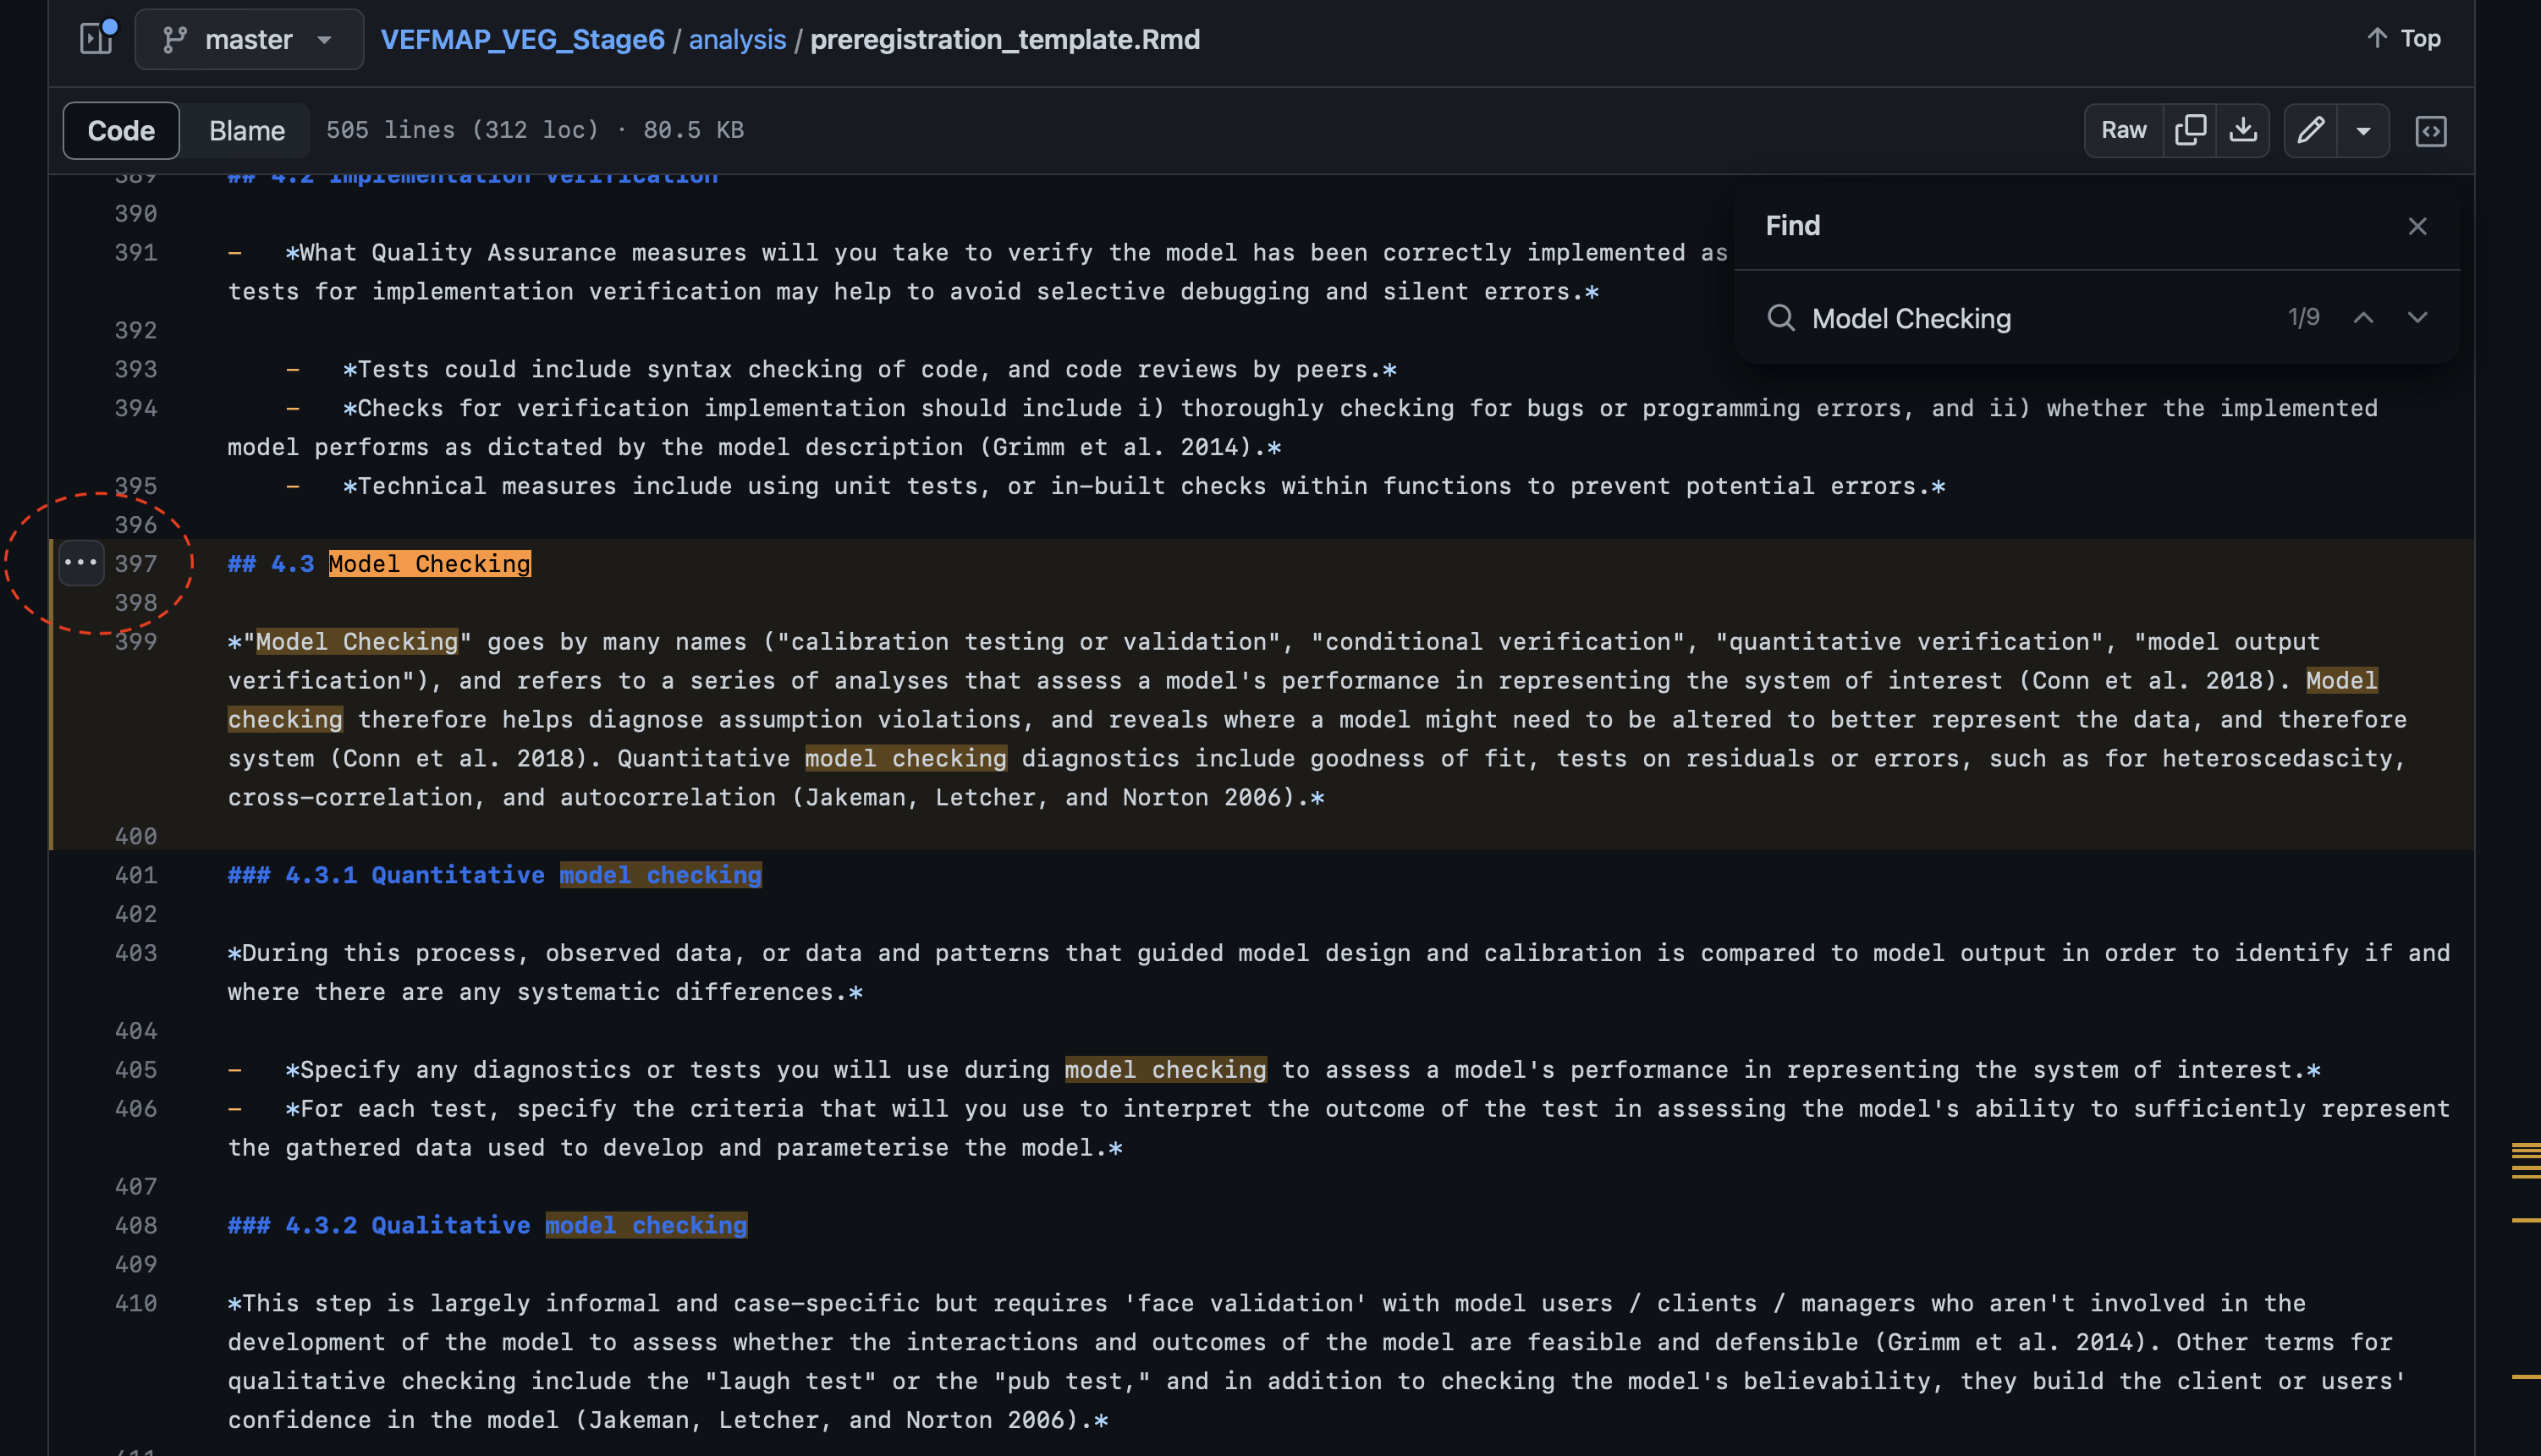 master VEFMAP_VEG_Stage6 / analysis / preregistration_template.Rmd Top
Code Blame 505 lines (312 loc) · 80.5 KB Raw
389 ## 4.2 Implementation verification
Find
390
391 - *What Quality Assurance measures will you take to verify the model has been correctly implemented as
tests for implementation verification may help to avoid selective debugging and silent errors.*
Model Checking 1/9
392
393 - *Tests could include syntax checking of code, and code reviews by peers.*
394 - *Checks for verification implementation should include i) thoroughly checking for bugs or programming errors, and ii) whether the implemented
model performs as dictated by the model description (Grimm et al. 2014).*
395 - *Technical measures include using unit tests, or in-built checks within functions to prevent potential errors.*
396
397 ## 4.3 Model Checking
398
399 *"Model Checking" goes by many names ("calibration testing or validation", "conditional verification", "quantitative verification", "model output
verification"), and refers to a series of analyses that assess a model's performance in representing the system of interest (Conn et al. 2018). Model
checking therefore helps diagnose assumption violations, and reveals where a model might need to be altered to better represent the data, and therefore
system (Conn et al. 2018). Quantitative model checking diagnostics include goodness of fit, tests on residuals or errors, such as for heteroscedascity,
cross-correlation, and autocorrelation (Jakeman, Letcher, and Norton 2006).*
400
401 ### 4.3.1 Quantitative model checking
402
403 *During this process, observed data, or data and patterns that guided model design and calibration is compared to model output in order to identify if and
where there are any systematic differences.*
404
405 - *Specify any diagnostics or tests you will use during model checking to assess a model's performance in representing the system of interest.*
406 - *For each test, specify the criteria that will you use to interpret the outcome of the test in assessing the model's ability to sufficiently represent
the gathered data used to develop and parameterise the model.*
407
408 ### 4.3.2 Qualitative model checking
409
410 *This step is largely informal and case-specific but requires 'face validation' with model users / clients / managers who aren't involved in the
development of the model to assess whether the interactions and outcomes of the model are feasible and defensible (Grimm et al. 2014). Other terms for
qualitative checking include the "laugh test" or the "pub test," and in addition to checking the model's believability, they build the client or users'
confidence in the model (Jakeman, Letcher, and Norton 2006).*
411